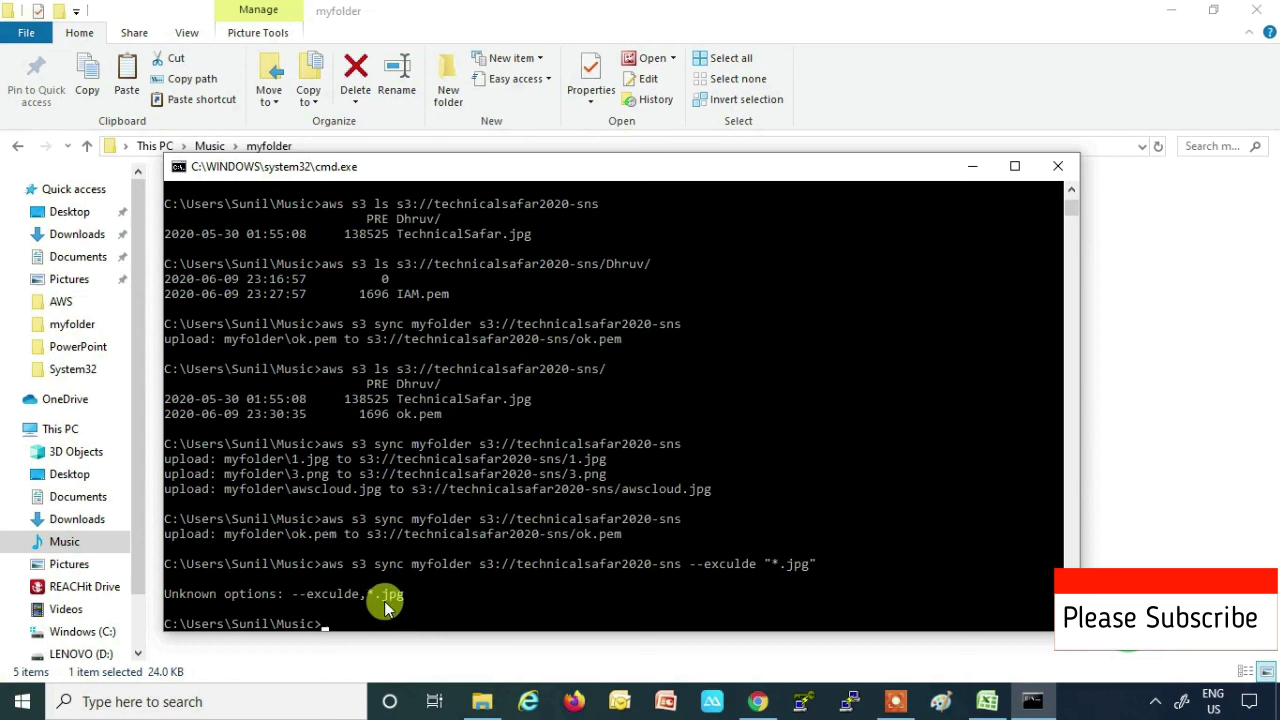 Manage
myfolder
File
Home
Share
View
Picture Tools
Pin to Quick access
Copy
Paste
Cut
Copy path
Paste shortcut
Clipboard
Move to
Copy to
Delete
Rename
Organize
New folder
New item
Easy access
New
Properties
Open
Edit
History
Open
Select all
Select none
Invert selection
Select
This PC > Music > myfolder
Search m...
Quick access
Desktop
Downloads
Documents
Pictures
AWS
myfolder
PowerPoint
System32
OneDrive
This PC
3D Objects
Desktop
Documents
Downloads
Music
Pictures
REACHit Drive
Videos
Windows (C:)
LENOVO (D:)
C:\WINDOWS\system32\cmd.exe
C:\Users\Sunil\Music>aws s3 ls s3://technicalsafar2020-sns
PRE Dhruv/
2020-05-30 01:55:08 138525 TechnicalSafar.jpg
C:\Users\Sunil\Music>aws s3 ls s3://technicalsafar2020-sns/Dhruv/
2020-06-09 23:16:57 0
2020-06-09 23:27:57 1696 IAM.pem
C:\Users\Sunil\Music>aws s3 sync myfolder s3://technicalsafar2020-sns
upload: myfolder\ok.pem to s3://technicalsafar2020-sns/ok.pem
C:\Users\Sunil\Music>aws s3 ls s3://technicalsafar2020-sns/
PRE Dhruv/
2020-05-30 01:55:08 138525 TechnicalSafar.jpg
2020-06-09 23:30:35 1696 ok.pem
C:\Users\Sunil\Music>aws s3 sync myfolder s3://technicalsafar2020-sns
upload: myfolder\1.jpg to s3://technicalsafar2020-sns/1.jpg
upload: myfolder\3.png to s3://technicalsafar2020-sns/3.png
upload: myfolder\awscloud.jpg to s3://technicalsafar2020-sns/awscloud.jpg
C:\Users\Sunil\Music>aws s3 sync myfolder s3://technicalsafar2020-sns
upload: myfolder\ok.pem to s3://technicalsafar2020-sns/ok.pem
C:\Users\Sunil\Music>aws s3 sync myfolder s3://technicalsafar2020-sns --exculde "*.jpg"
Unknown options: --exculde,*.jpg
C:\Users\Sunil\Music>
Please Subscribe
5 items
1 item selected 24.0 KB
Type here to search
ENG
US